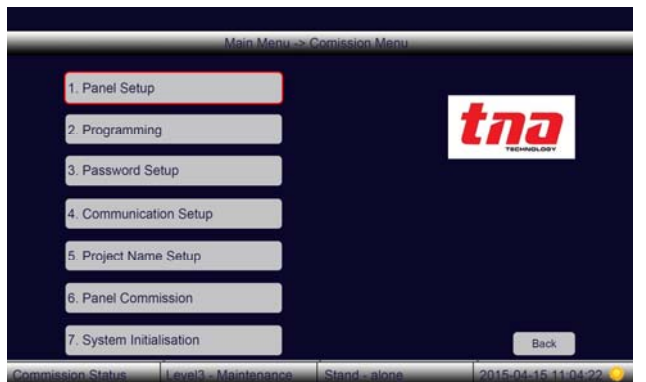 Main Menu -> Comission Menu
1. Panel Setup
2. Programming
3. Password Setup
4. Communication Setup
5. Project Name Setup
6. Panel Commission
7. System Initialisation
tna
TECHNOLOGY
Back
Commission Status Level3 - Maintenance Stand - alone 2015-04-15 11:04:22